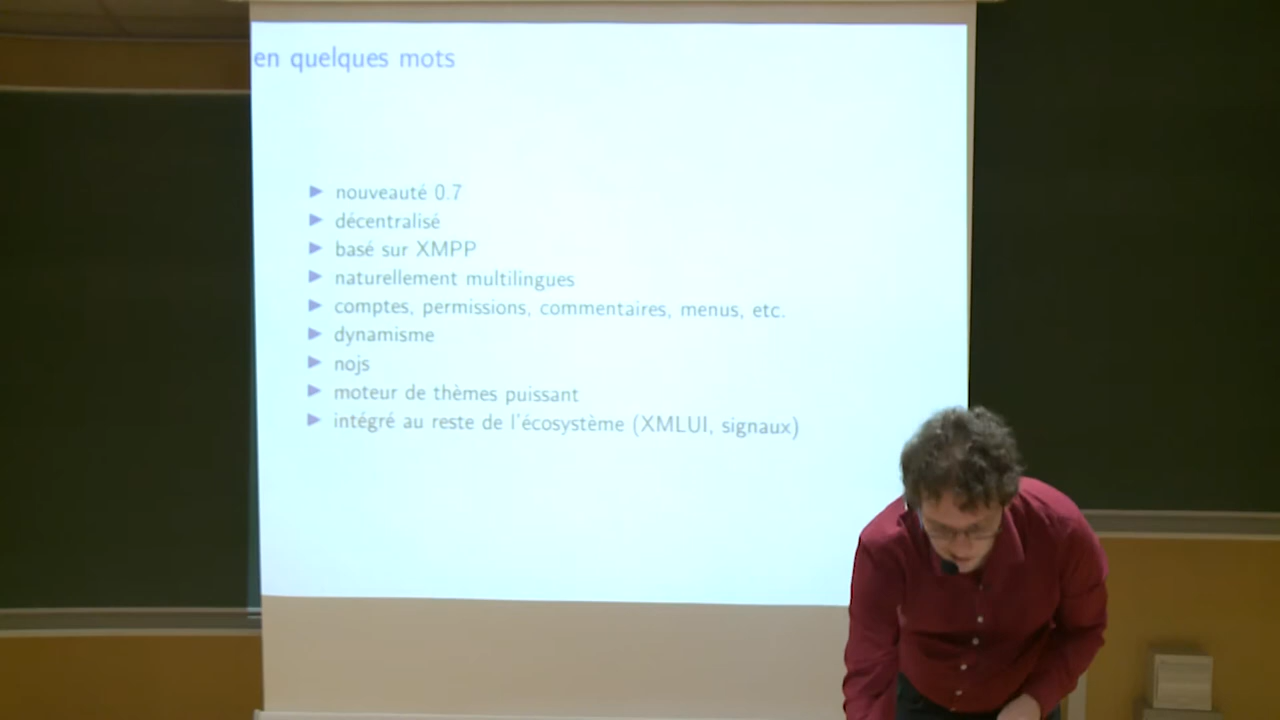 en quelques mots
▶ nouveauté 0.7
▶ décentralisé
▶ basé sur XMPP
▶ naturellement multilingues
▶ comptes, permissions, commentaires, menus, etc.
▶ dynamisme
▶ nojs
▶ moteur de thèmes puissant
▶ intégré au reste de l'écosystème (XMLUI, signaux)